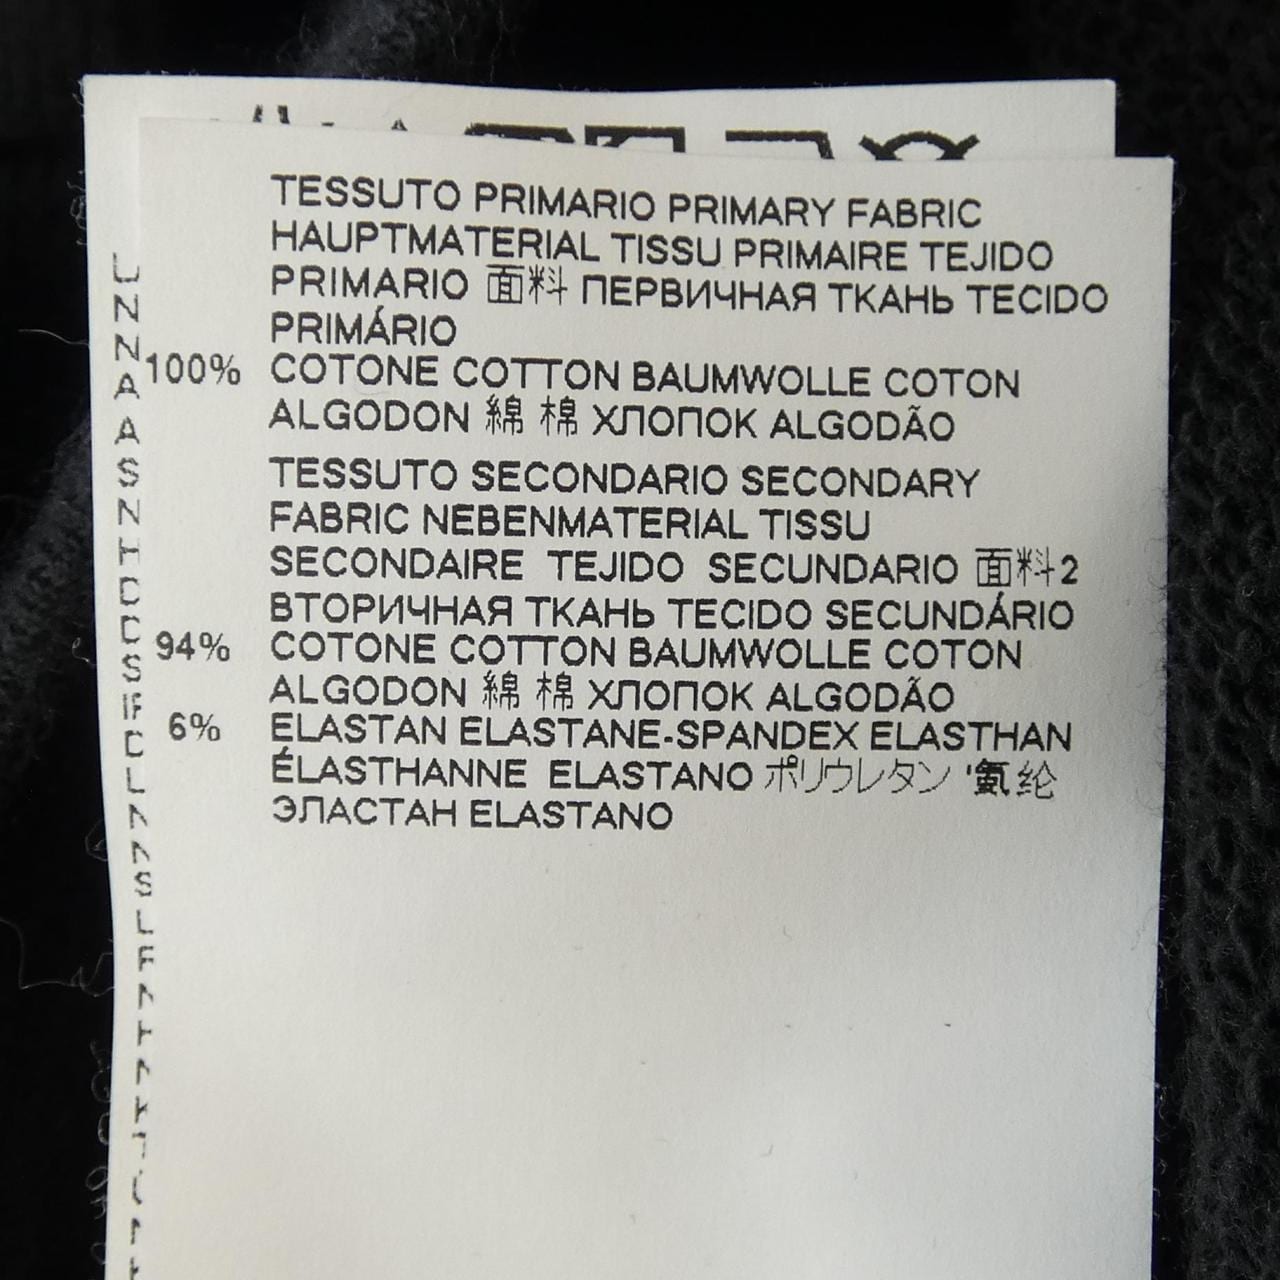 TESSUTO PRIMARIO PRIMARY FABRIC
HAUPTMATERIAL TISSU PRIMAIRE TEJIDO
PRIMARIO 面料 ПЕРВИЧНАЯ ТКАНЬ TECIDO
PRIMÁRIO
100% COTONE COTTON BAUMWOLLE COTON
ALGODON 綿 棉 ХЛОПОК ALGODÃO
TESSUTO SECONDARIO SECONDARY
FABRIC NEBENMATERIAL TISSU
SECONDAIRE TEJIDO SECUNDARIO 面料2
ВТОРИЧНАЯ ТКАНЬ TECIDO SECUNDÁRIO
94% COTONE COTTON BAUMWOLLE COTON
ALGODON 綿 棉 ХЛОПОК ALGODÃO
6% ELASTAN ELASTANE-SPANDEX ELASTHAN
ÉLASTHANNE ELASTANO ポリウレタン '氨纶
ЭЛАСТАН ELASTANO